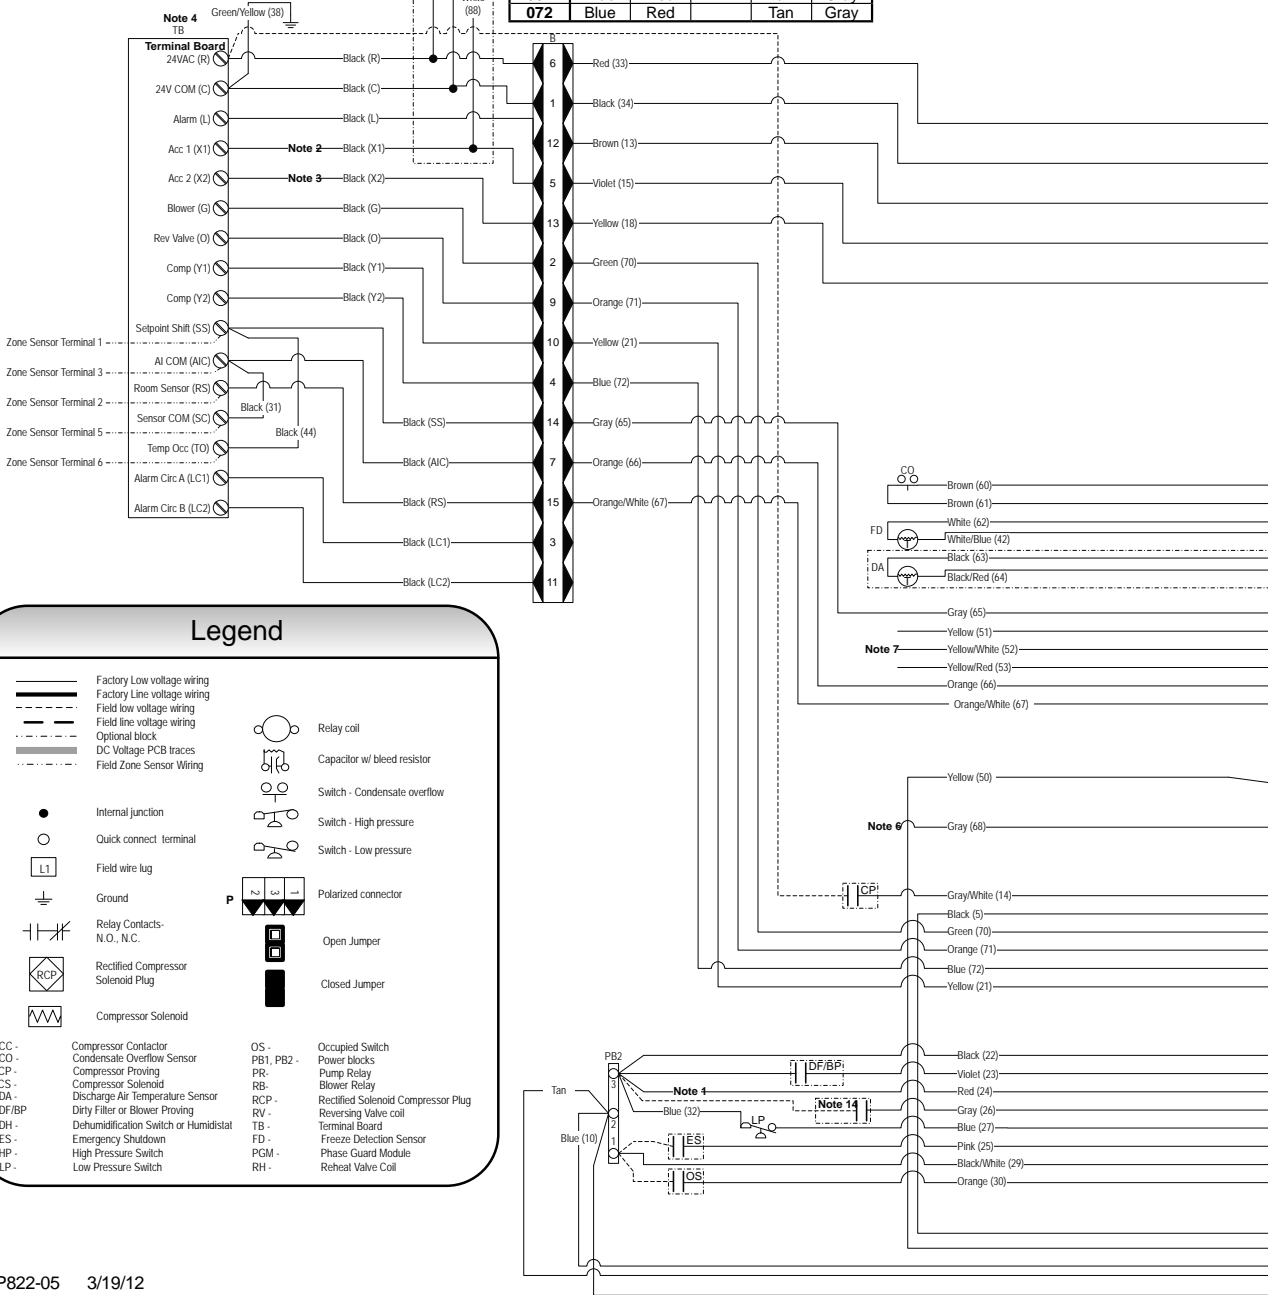 Green/Yellow (38)
(88)
072 Blue Red Tan Gray
Note 4
TB
Terminal Board
24VAC (R)
24V COM (C)
Alarm (L)
Acc 1 (X1)
Acc 2 (X2)
Blower (G)
Rev Valve (O)
Comp (Y1)
Comp (Y2)
Setpoint Shift (SS)
AI COM (AIC)
Room Sensor (RS)
Sensor COM (SC)
Temp Occ (TO)
Alarm Circ A (LC1)
Alarm Circ B (LC2)
Zone Sensor Terminal 1
Zone Sensor Terminal 3
Zone Sensor Terminal 2
Zone Sensor Terminal 5
Zone Sensor Terminal 6
Black (31)
Black (44)
Black (R)
Black (C)
Black (L)
Note 2 Black (X1)
Note 3 Black (X2)
Black (G)
Black (O)
Black (Y1)
Black (Y2)
Black (SS)
Black (AIC)
Black (RS)
Black (LC1)
Black (LC2)
B
6 Red (33)
1 Black (34)
12 Brown (13)
5 Violet (15)
13 Yellow (18)
2 Green (70)
9 Orange (71)
10 Yellow (21)
4 Blue (72)
14 Gray (65)
7 Orange (66)
15 Orange/White (67)
3
11
CO
Brown (60)
Brown (61)
FD
White (62)
White/Blue (42)
DA
Black (63)
Black/Red (64)
Gray (65)
Yellow (51)
Note 7 Yellow/White (52)
Yellow/Red (53)
Orange (66)
Orange/White (67)
Yellow (50)
Note 6 Gray (68)
CP Gray/White (14)
Black (5)
Green (70)
Orange (71)
Blue (72)
Yellow (21)
PB2
3
2
1
Tan
Blue (10)
Black (22)
DF/BP Violet (23)
Note 1 Red (24)
Note 14 Gray (26)
Blue (32) LP Blue (27)
ES Pink (25)
Black/White (29)
OS Orange (30)
Legend
Factory Low voltage wiring
Factory Line voltage wiring
Field low voltage wiring
Field line voltage wiring
Optional block
DC Voltage PCB traces
Field Zone Sensor Wiring
Internal junction
Quick connect terminal
L1 Field wire lug
Ground
Relay Contacts-
N.O., N.C.
RCP
Rectified Compressor
Solenoid Plug
Compressor Solenoid
Relay coil
Capacitor w/ bleed resistor
Switch - Condensate overflow
Switch - High pressure
Switch - Low pressure
P 2 3 1 Polarized connector
Open Jumper
Closed Jumper
CC - Compressor Contactor
CO - Condensate Overflow Sensor
CP - Compressor Proving
CS - Compressor Solenoid
DA - Discharge Air Temperature Sensor
DF/BP Dirty Filter or Blower Proving
DH - Dehumidification Switch or Humidistat
ES - Emergency Shutdown
HP - High Pressure Switch
LP - Low Pressure Switch
OS - Occupied Switch
PB1, PB2 - Power blocks
PR- Pump Relay
RB- Blower Relay
RCP - Rectified Solenoid Compressor Plug
RV - Reversing Valve coil
TB - Terminal Board
FD - Freeze Detection Sensor
PGM - Phase Guard Module
RH - Reheat Valve Coil
P822-05 3/19/12